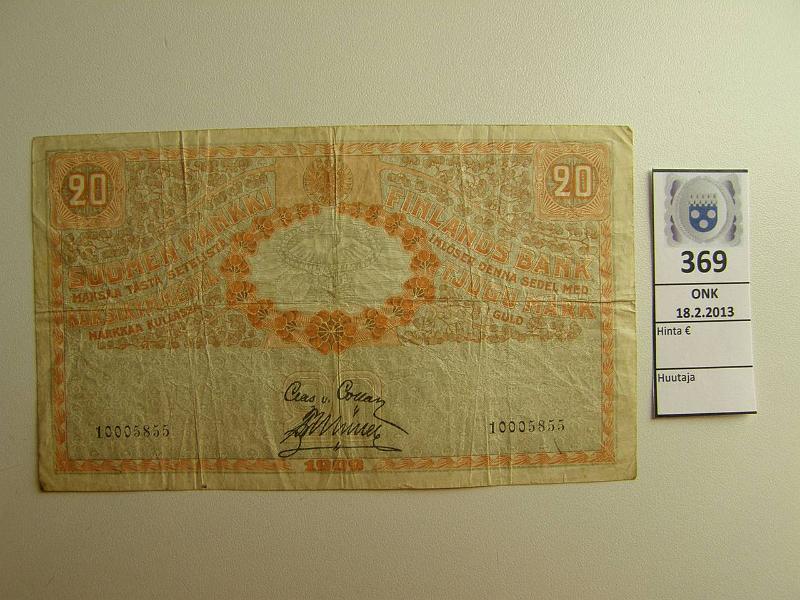 20
20
SUOMEN PANKKI
FINLANDS BANK
MAKSAA TÄSTÄ SETELISTÄ
INLÖSER DENNA SEDEL MED
KAKSIKYMMENTÄ
TJUGU MARK
MARKKAA KULLASSA
I GULD
10005855
10005855
1909
369
ONK
18.2.2013
Hinta €
Huutaja